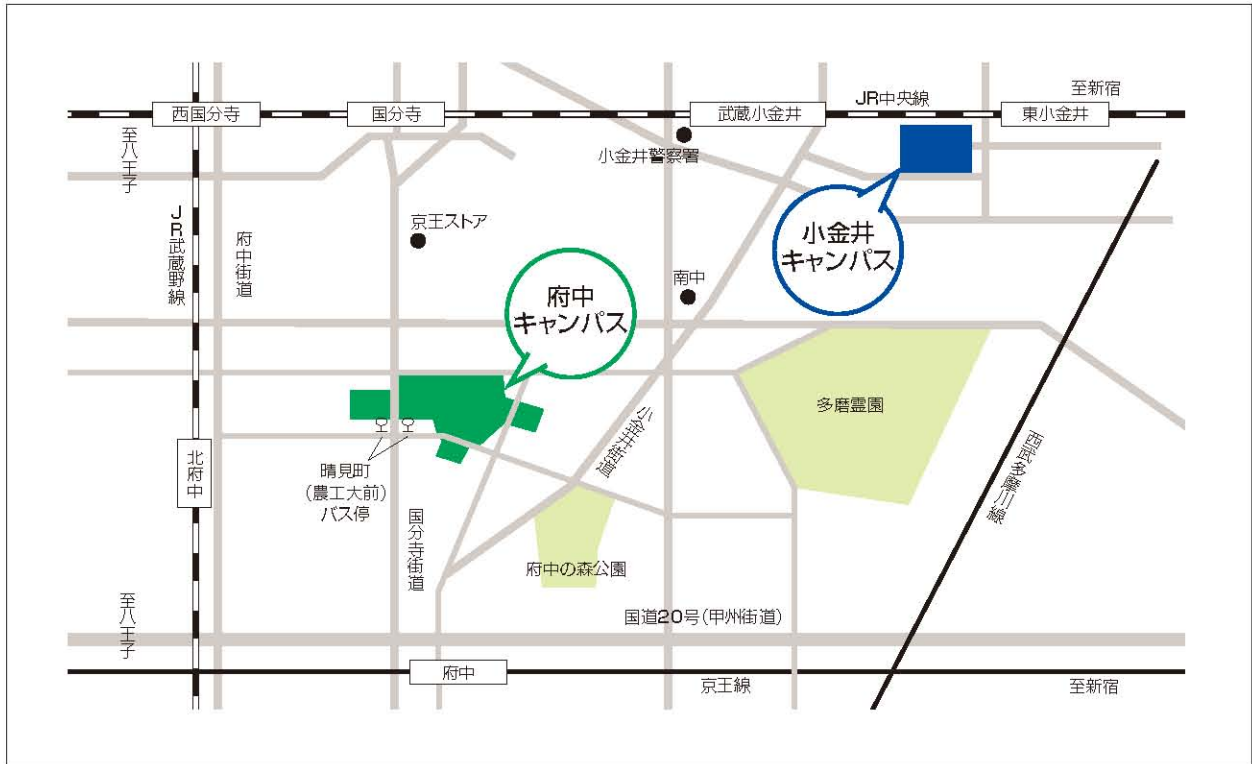 至新宿
JR中央線
西国分寺
国分寺
武蔵小金井
東小金井
至八王子
小金井警察署
JR武蔵野線
府中街道
京王ストア
小金井
キャンパス
南中
府中
キャンパス
多磨霊園
小金井街道
西武多摩川線
北府中
晴見町
(農工大前)
バス停
国分寺街道
府中の森公園
至八王子
国道20号(甲州街道)
府中
京王線
至新宿